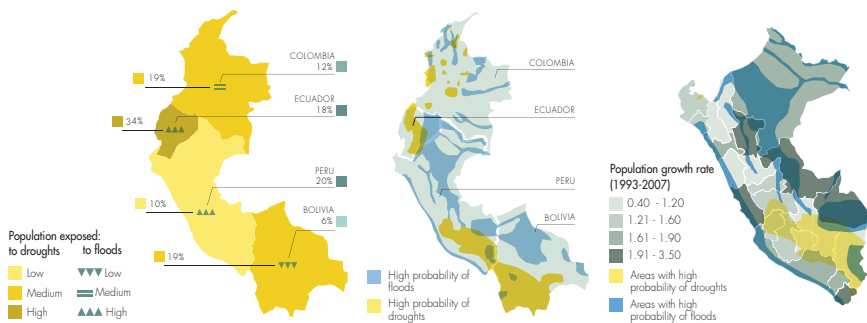 COLOMBIA
12%
19%
ECUADOR
18%
34%
PERU
20%
10%
BOLIVIA
6%
19%
Population exposed:
to droughts
to floods
Low
Low
Medium
Medium
High
High
COLOMBIA
ECUADOR
PERU
BOLIVIA
High probability of
floods
High probability of
droughts
Population growth rate
(1993-2007)
0.40 - 1.20
1.21 - 1.60
1.61 - 1.90
1.91 - 3.50
Areas with high
probability of droughts
Areas with high
probability of floods